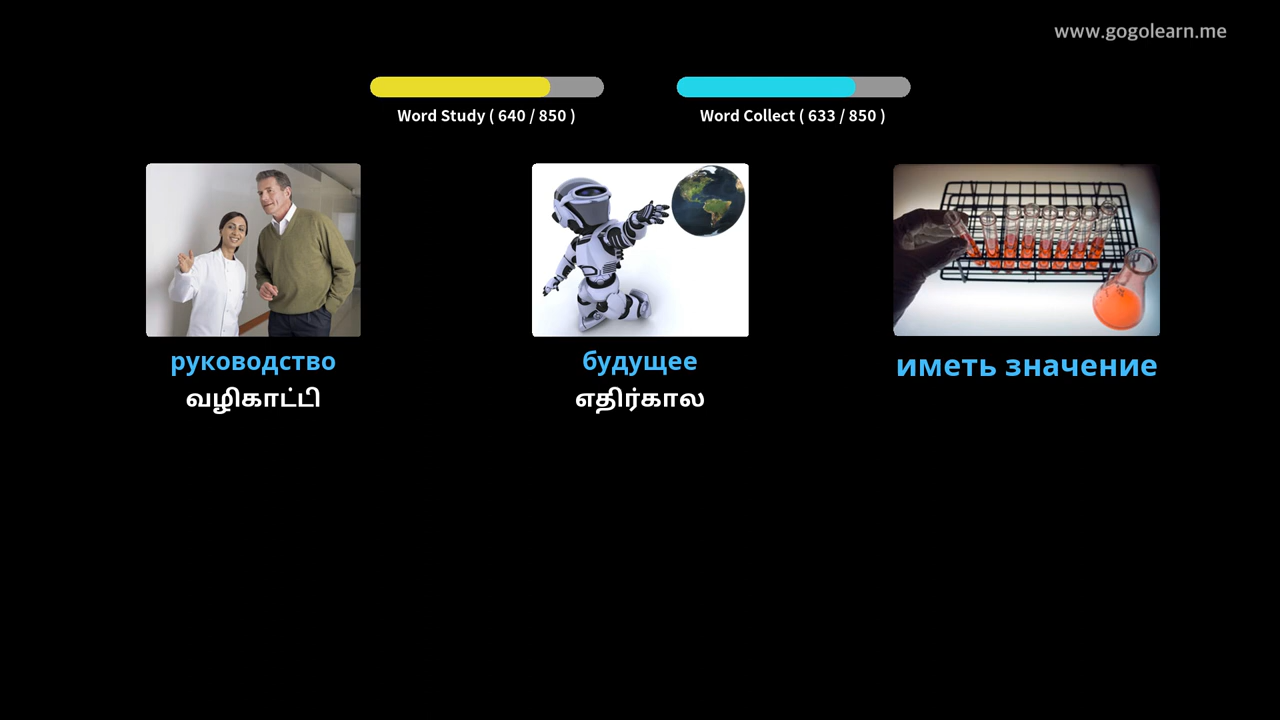 www.gogolearn.me
Word Study ( 640 / 850 )
Word Collect ( 633 / 850 )
руководство
வழிகாட்டி
будущее
எதிர்கால
иметь значение